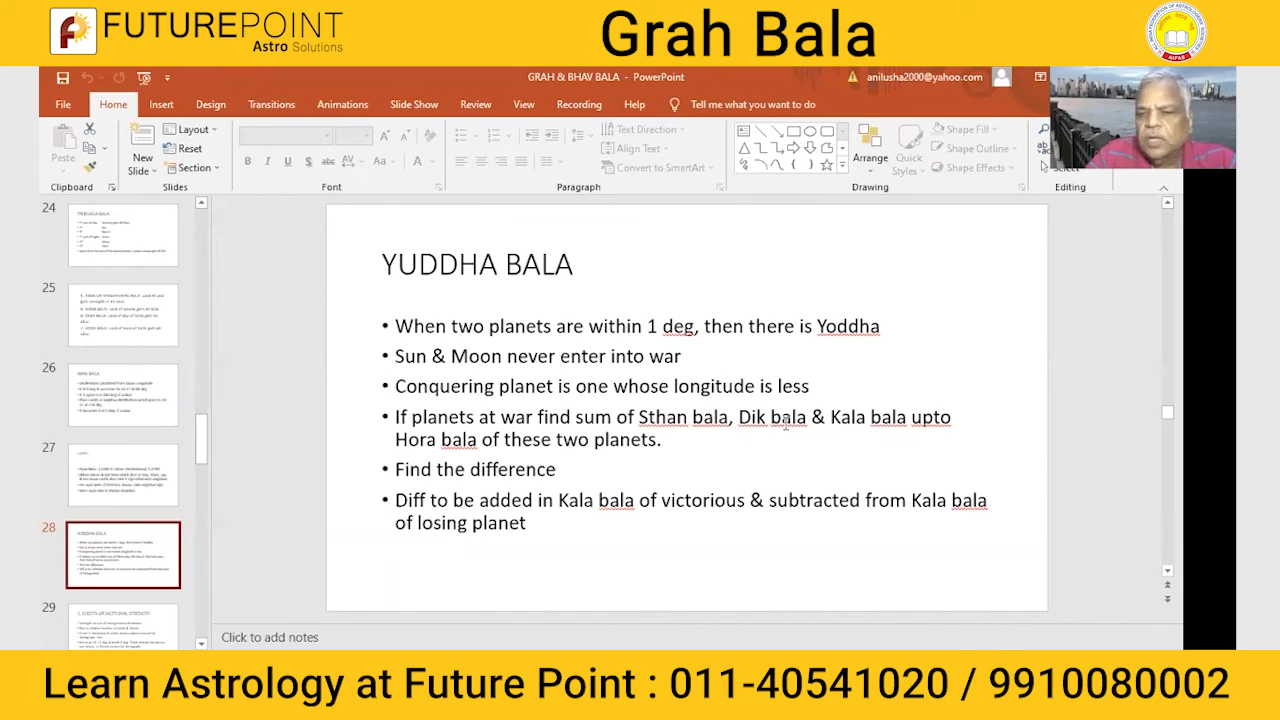 FUTUREPOINT
Astro Solutions
Grah Bala
GRAH & BHAV BALA - PowerPoint
anilusha2000@yahoo.com
File Home Insert Design Transitions Animations Slide Show Review View Recording Help Tell me what you want to do
Paste
New
Slide
Layout
Reset
Section
Text Direction
Align Text
Convert to SmartArt
Arrange
Quick
Styles
Shape Fill
Shape Outline
Shape Effects
Select
Clipboard Slides Font Paragraph Drawing Editing
24
25
26
27
28
29
YUDDHA BALA
• When two planets are within 1 deg, then there is Yoddha
• Sun & Moon never enter into war
• Conquering planet is one whose longitude is less
• If planets at war find sum of Sthan bala, Dik bala & Kala bala upto
Hora bala of these two planets.
• Find the difference
• Diff to be added in Kala bala of victorious & subtracted from Kala bala
of losing planet
Click to add notes
Learn Astrology at Future Point : 011-40541020 / 9910080002